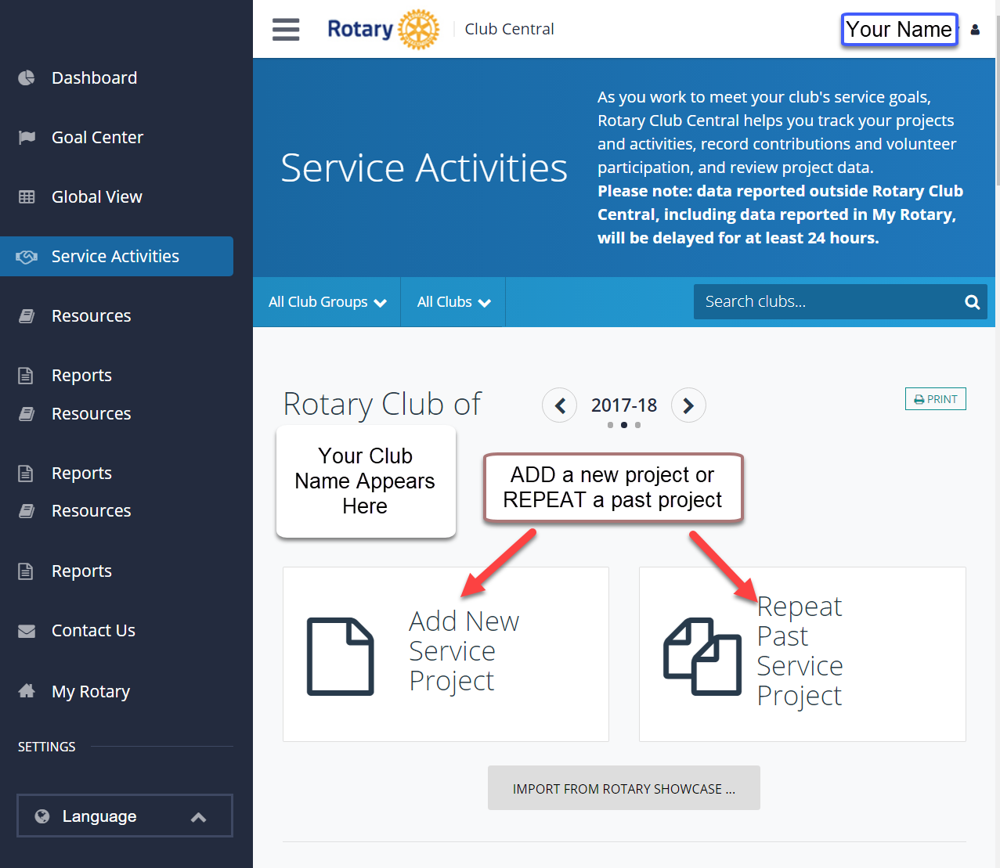 Dashboard
Goal Center
Global View
Service Activities
Resources
Reports
Resources
Reports
Resources
Reports
Contact Us
My Rotary
SETTINGS
Language
Rotary
Club Central
Your Name
Service Activities
As you work to meet your club's service goals,
Rotary Club Central helps you track your projects
and activities, record contributions and volunteer
participation, and review project data.
Please note: data reported outside Rotary Club
Central, including data reported in My Rotary,
will be delayed for at least 24 hours.
All Club Groups
All Clubs
Search clubs...
Rotary Club of
2017-18
PRINT
Your Club
Name Appears
Here
ADD a new project or
REPEAT a past project
Add New
Service
Project
Repeat
Past
Service
Project
IMPORT FROM ROTARY SHOWCASE ...